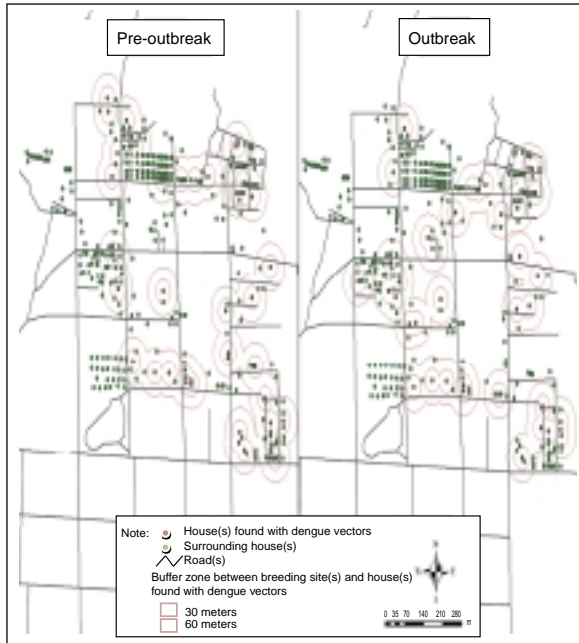 Pre-outbreak
Outbreak
Note:
House(s) found with dengue vectors
Surrounding house(s)
Road(s)
Buffer zone between breeding site(s) and house(s)
found with dengue vectors
30 meters
60 meters
0 35 70 140 210 280
m